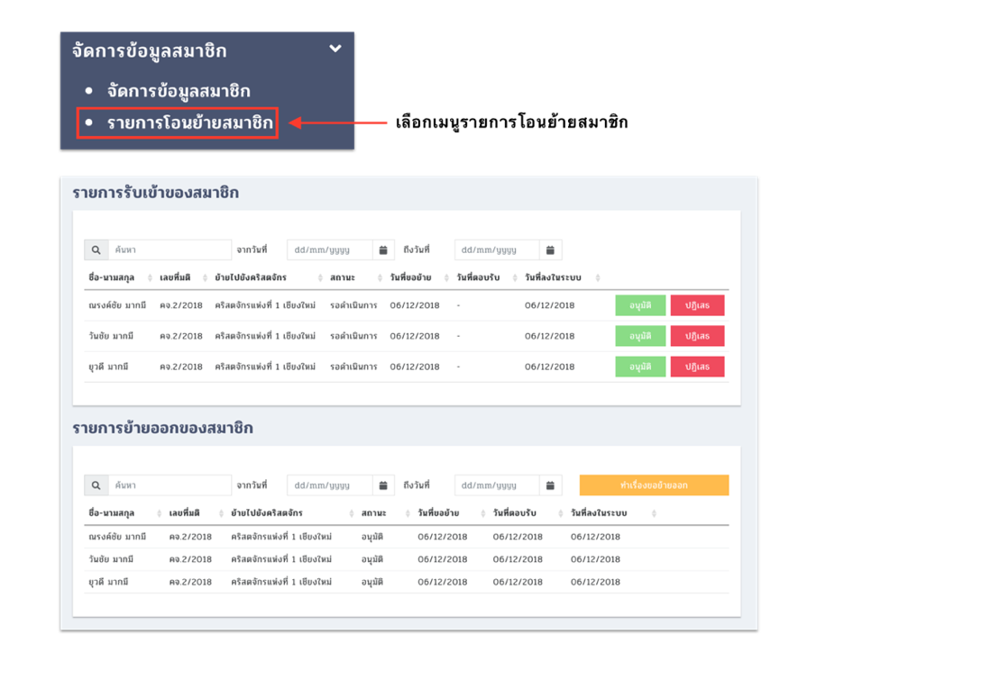 จัดการข้อมูลสมาชิก
จัดการข้อมูลสมาชิก
รายการโอนย้ายสมาชิก
เลือกเมนูรายการโอนย้ายสมาชิก
รายการรับเข้าของสมาชิก
ค้นหา จากวันที่ dd/mm/yyyy ถึงวันที่ dd/mm/yyyy
ชื่อ-นามสกุล เลขที่มติ ย้ายไปยังคริสตจักร สถานะ วันที่ขอย้าย วันที่ตอบรับ วันที่ลงในระบบ
ณรงค์ชัย มากมี คจ.2/2018 คริสตจักรแห่งที่ 1 เชียงใหม่ รอดำเนินการ 06/12/2018 - 06/12/2018 อนุมัติ ปฏิเสธ
วันชัย มากมี คจ.2/2018 คริสตจักรแห่งที่ 1 เชียงใหม่ รอดำเนินการ 06/12/2018 - 06/12/2018 อนุมัติ ปฏิเสธ
ยุวดี มากมี คจ.2/2018 คริสตจักรแห่งที่ 1 เชียงใหม่ รอดำเนินการ 06/12/2018 - 06/12/2018 อนุมัติ ปฏิเสธ
รายการย้ายออกของสมาชิก
ค้นหา จากวันที่ dd/mm/yyyy ถึงวันที่ dd/mm/yyyy ทำเรื่องขอย้ายออก
ชื่อ-นามสกุล เลขที่มติ ย้ายไปยังคริสตจักร สถานะ วันที่ขอย้าย วันที่ตอบรับ วันที่ลงในระบบ
ณรงค์ชัย มากมี คจ.2/2018 คริสตจักรแห่งที่ 1 เชียงใหม่ อนุมัติ 06/12/2018 06/12/2018 06/12/2018
วันชัย มากมี คจ.2/2018 คริสตจักรแห่งที่ 1 เชียงใหม่ อนุมัติ 06/12/2018 06/12/2018 06/12/2018
ยุวดี มากมี คจ.2/2018 คริสตจักรแห่งที่ 1 เชียงใหม่ อนุมัติ 06/12/2018 06/12/2018 06/12/2018